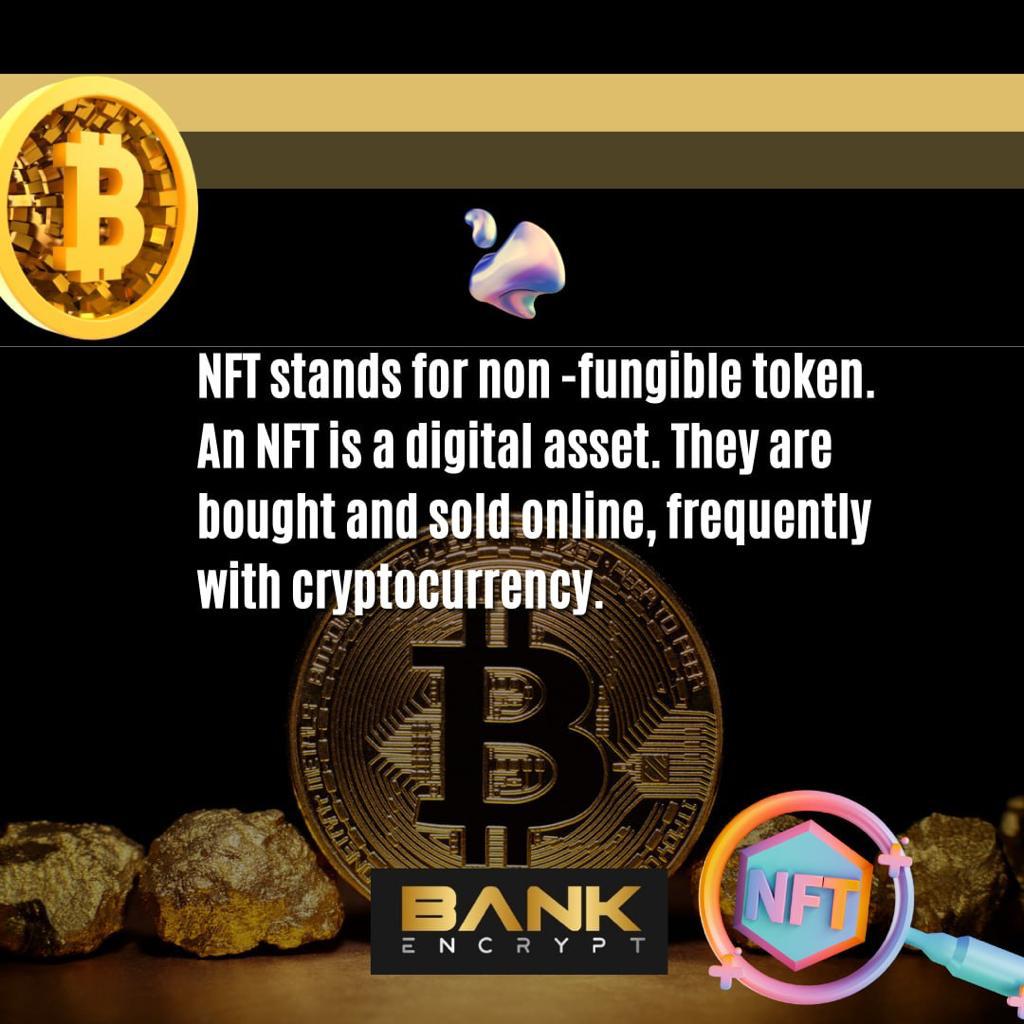 NFT stands for non -fungible token.
An NFT is a digital asset. They are
bought and sold online, frequently
with cryptocurrency.
BANK
ENCRYPT
NFT